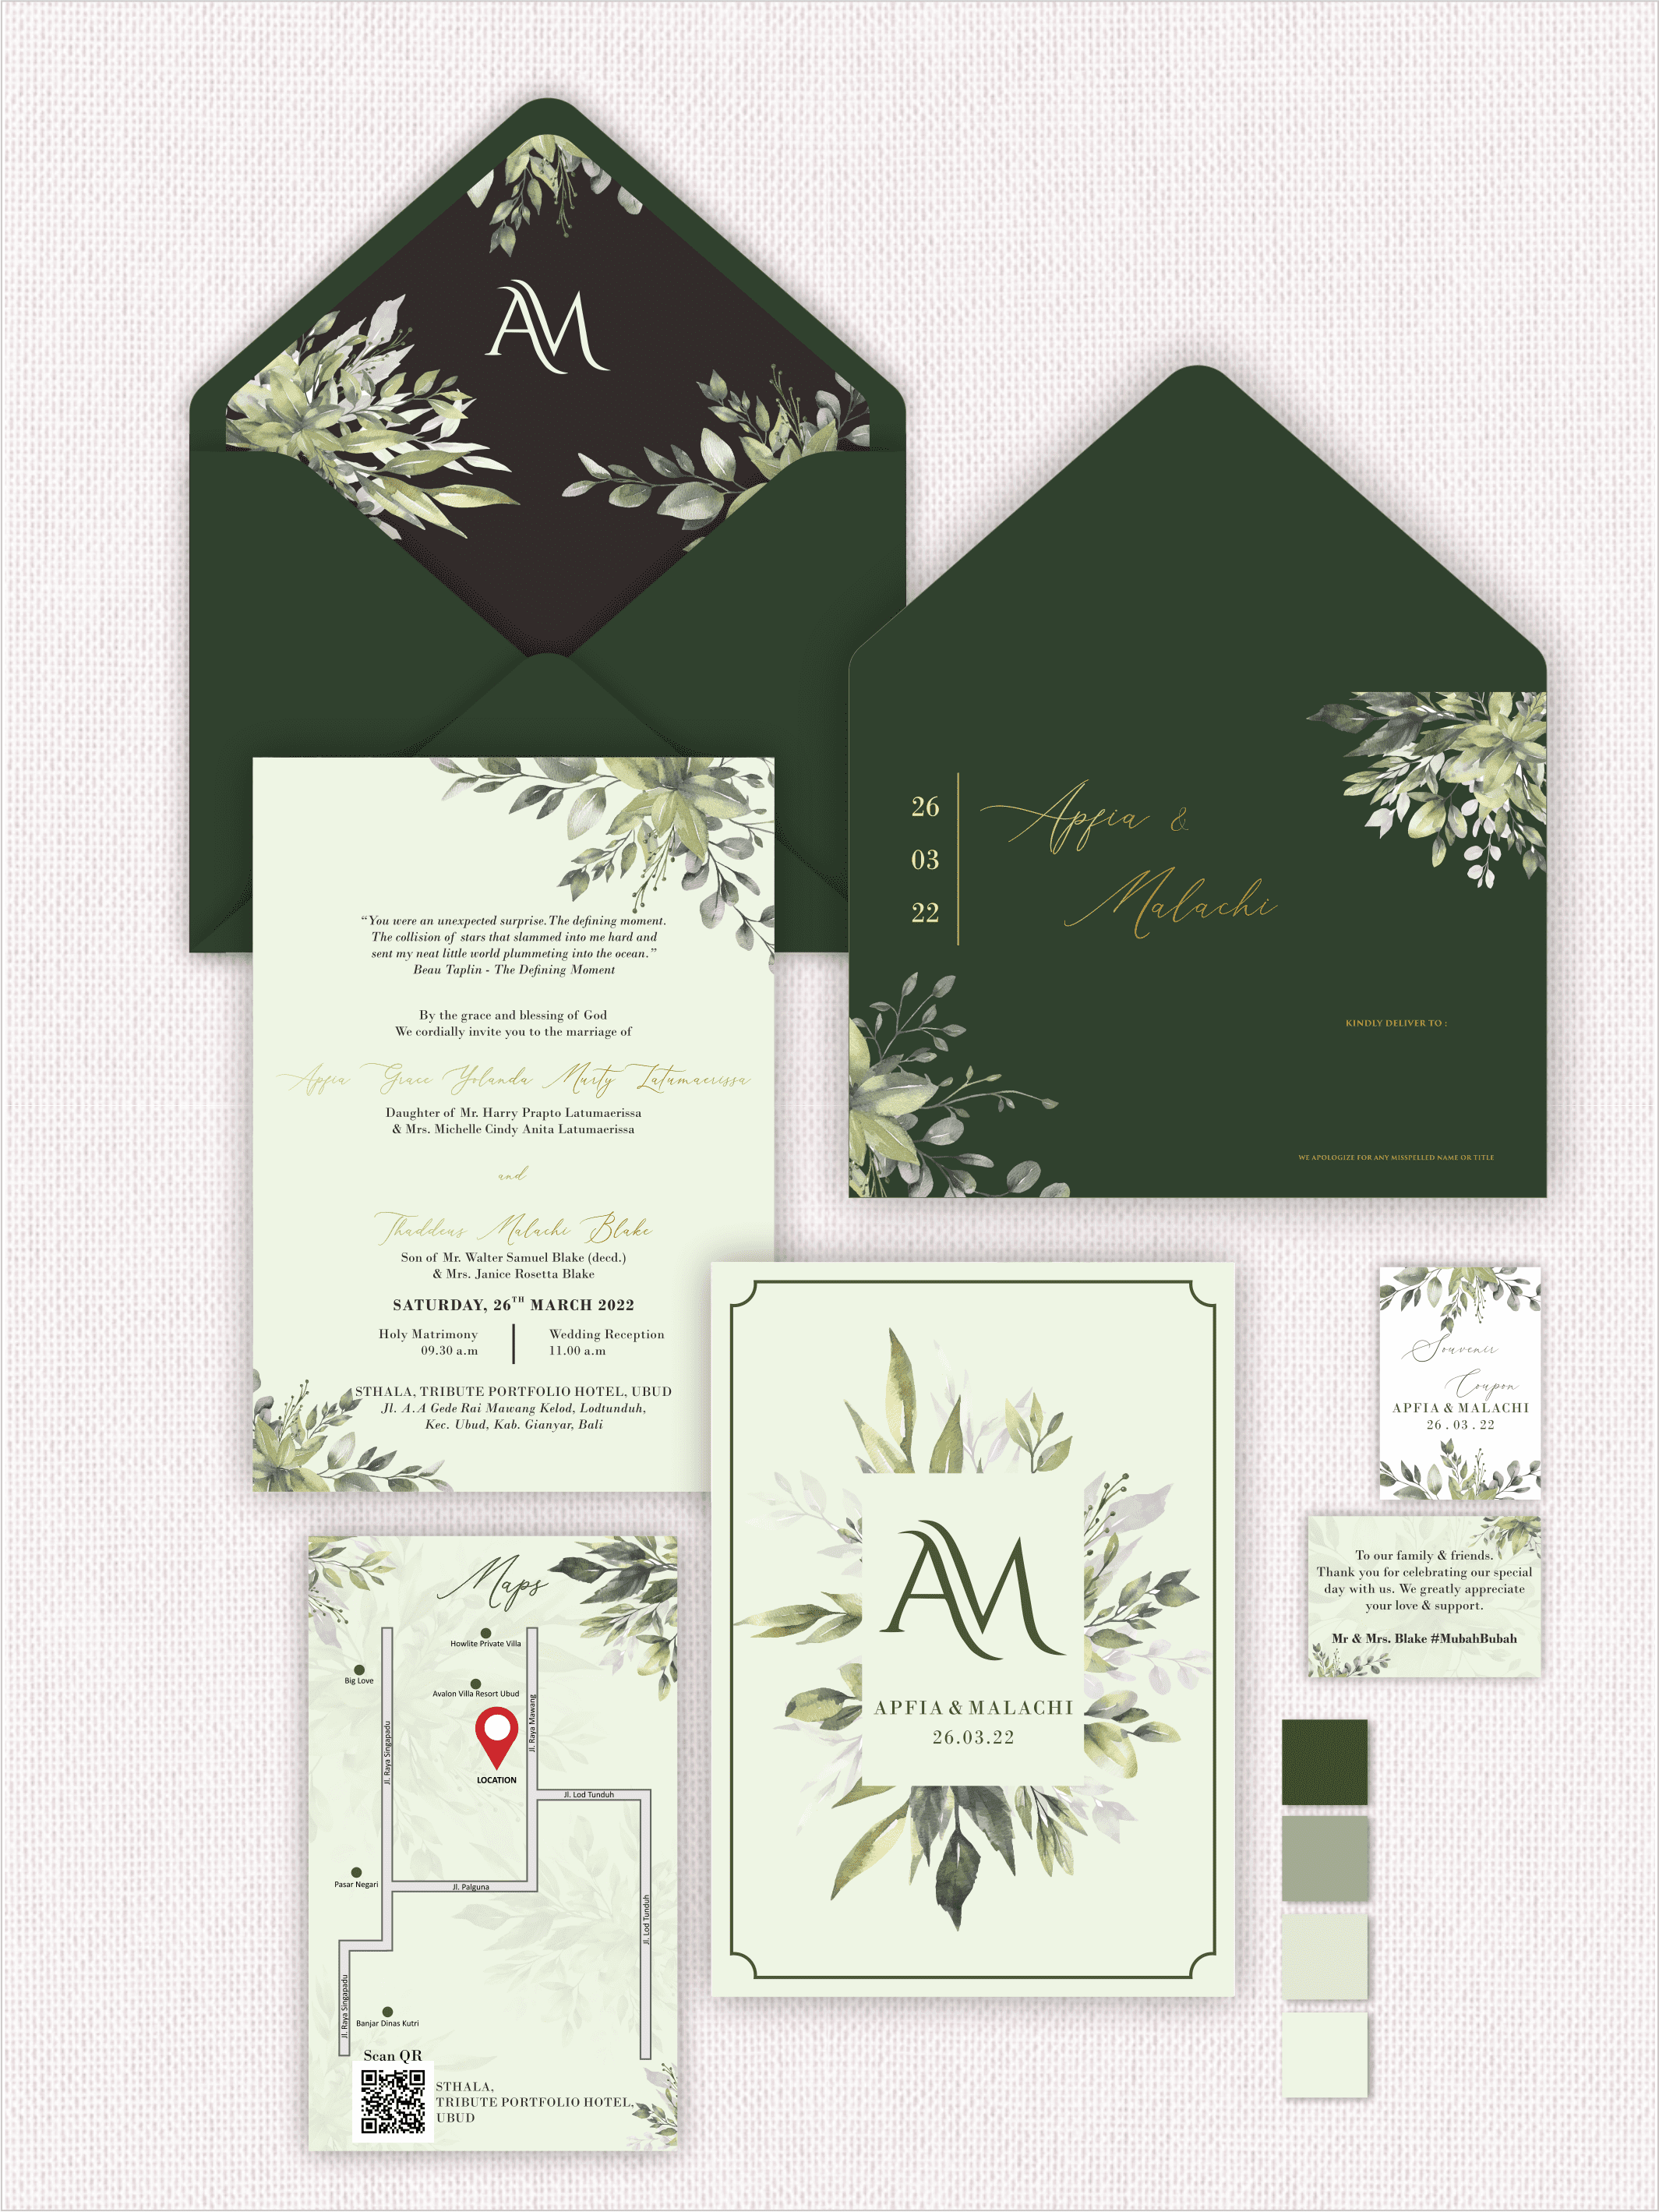 AM
26
03
22
Apfia &
Malachi
KINDLY DELIVER TO :
WE APOLOGIZE FOR ANY MISSPELLED NAME OR TITLE
“You were an unexpected surprise. The defining moment.
The collision of stars that slammed into me hard and
sent my neat little world plummeting into the ocean.”
Beau Taplin - The Defining Moment
By the grace and blessing of God
We cordially invite you to the marriage of
Apfia Grace Yolanda Murty Latumaerissa
Daughter of Mr. Harry Prapto Latumaerissa
& Mrs. Michelle Cindy Anita Latumaerissa
and
Thaddeus Malachi Blake
Son of Mr. Walter Samuel Blake (decd.)
& Mrs. Janice Rosetta Blake
SATURDAY, 26TH MARCH 2022
Holy Matrimony
09.30 a.m
Wedding Reception
11.00 a.m
STHALA, TRIBUTE PORTFOLIO HOTEL, UBUD
Jl. A.A Gede Rai Mawang Kelod, Lodtunduh,
Kec. Ubud, Kab. Gianyar, Bali
AM
APFIA & MALACHI
26.03.22
Souvenir
Coupon
APFIA & MALACHI
26 . 03 . 22
To our family & friends.
Thank you for celebrating our special
day with us. We greatly appreciate
your love & support.
Mr & Mrs. Blake #MubahBubah
Maps
Howlite Private Villa
Big Love
Avalon Villa Resort Ubud
Jl. Raya Mawang
Jl. Raya Singapadu
LOCATION
Jl. Lod Tunduh
Pasar Negari
Jl. Palguna
Jl. Lod Tunduh
Jl. Raya Singapadu
Banjar Dinas Kutri
Scan QR
STHALA,
TRIBUTE PORTFOLIO HOTEL,
UBUD